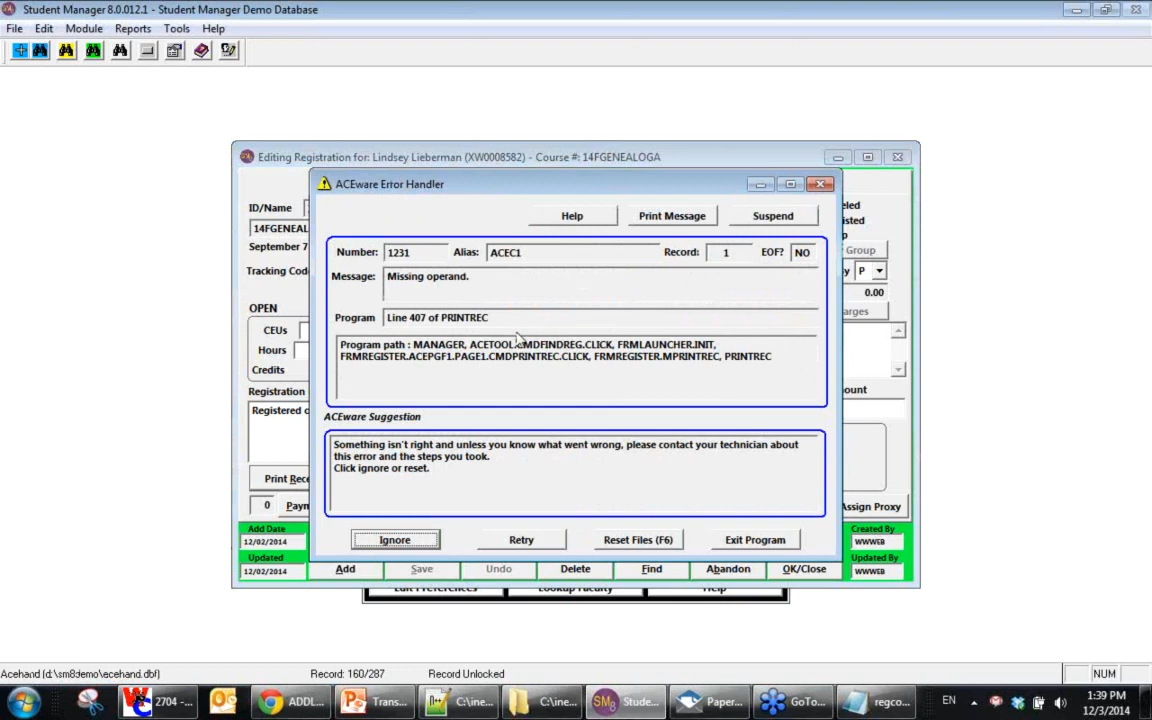 Student Manager 8.0.012.1 - Student Manager Demo Database
File Edit Module Reports Tools Help
Editing Registration for: Lindsey Lieberman (XW0008582) - Course #: 14FGENEALOGA
ACEware Error Handler
Help Print Message Suspend
ID/Name
14FGENEAL
September 7
Tracking Cod
Group
P
0.00
Number: 1231 Alias: ACEC1 Record: 1 EOF? NO
Message: Missing operand.
Program Line 407 of PRINTREC
Program path : MANAGER, ACETOOL.CMDFINDREG.CLICK, FRMLAUNCHER.INIT,
FRMREGISTER.ACEPGF1.PAGE1.CMDPRINTREC.CLICK, FRMREGISTER.MPRINTREC, PRINTREC
OPEN
CEUs
Hours
Credits
Registration
Registered o
ount
ACEware Suggestion
Something isn't right and unless you know what went wrong, please contact your technician about
this error and the steps you took.
Click ignore or reset.
Print Rece
0 Payn
Assign Proxy
Ignore Retry Reset Files (F6) Exit Program
Add Date
12/02/2014
Updated
12/02/2014
Created By
WWWEB
Updated By
WWWEB
Add Save Undo Delete Find Abandon OK/Close
Edit Preferences Lookup Faculty Help
Acehand (d:\sm8demo\ecehand.dbf) Record: 160/287 Record Unlocked NUM
2704 -... ADDL... Trans... C:\ine... C:\ine... Stude... Paper... GoTo... regco... EN
1:39 PM
12/3/2014